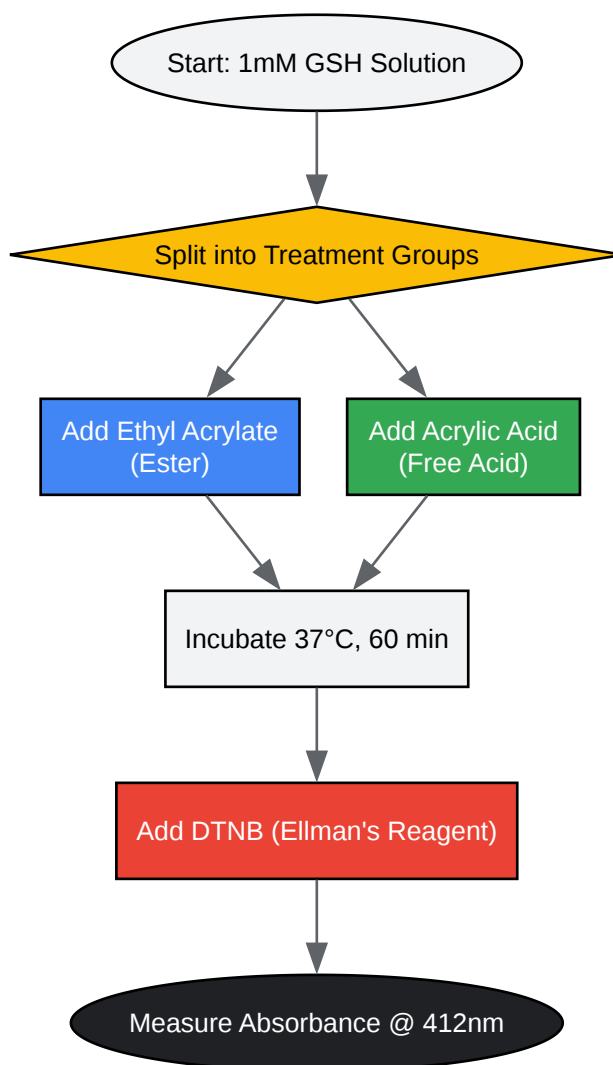 Start: 1mM GSH Solution
Split into Treatment Groups
Add Ethyl Acrylate
(Ester)
Add Acrylic Acid
(Free Acid)
Incubate 37°C, 60 min
Add DTNB (Ellman's Reagent)
Measure Absorbance @ 412nm